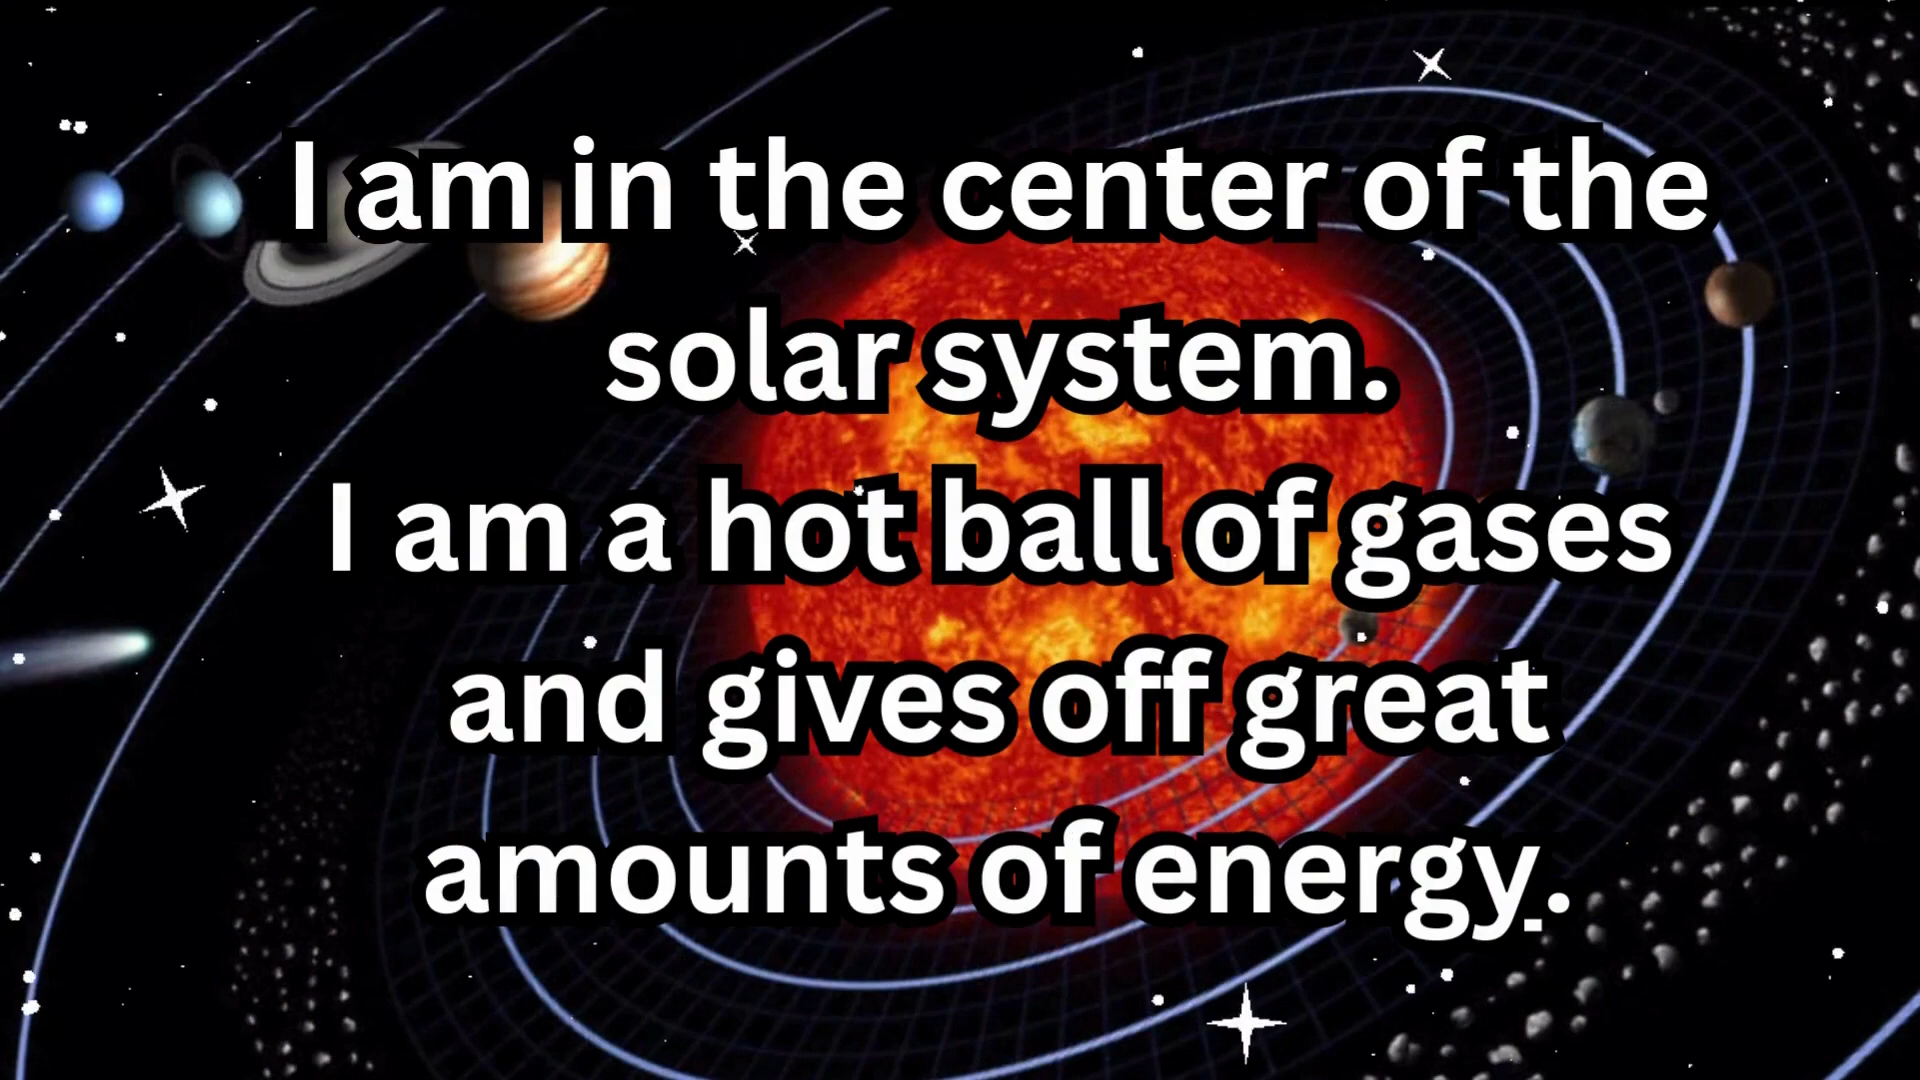 I am in the center of the
solar system.
I am a hot ball of gases
and gives off great
amounts of energy.